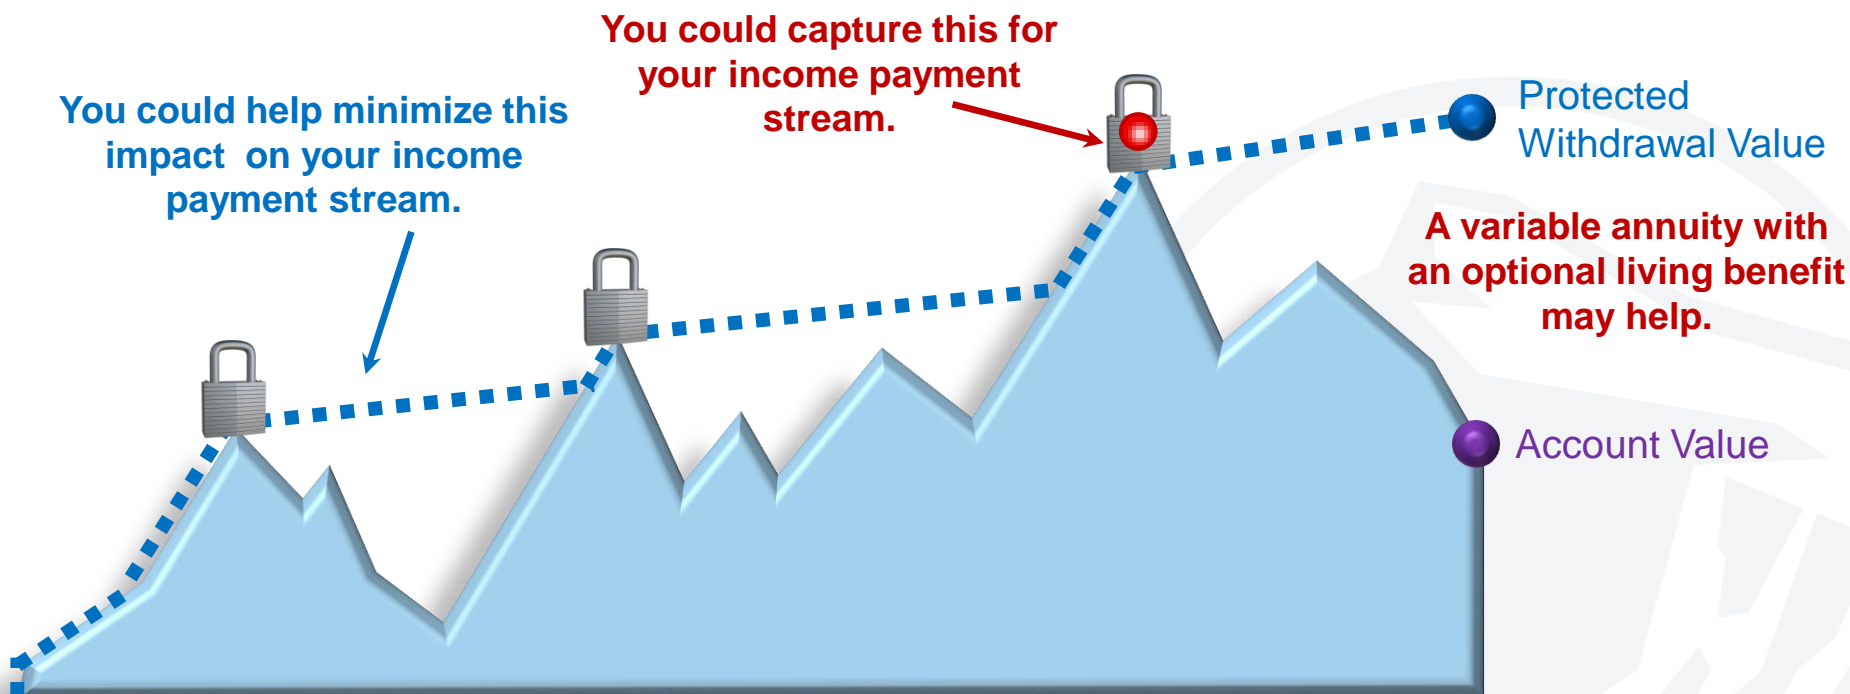 You could capture this for
your income payment
stream.
You could help minimize this
impact  on your income
payment stream.
Protected
Withdrawal Value
A variable annuity with
an optional living benefit
may help.
Account Value